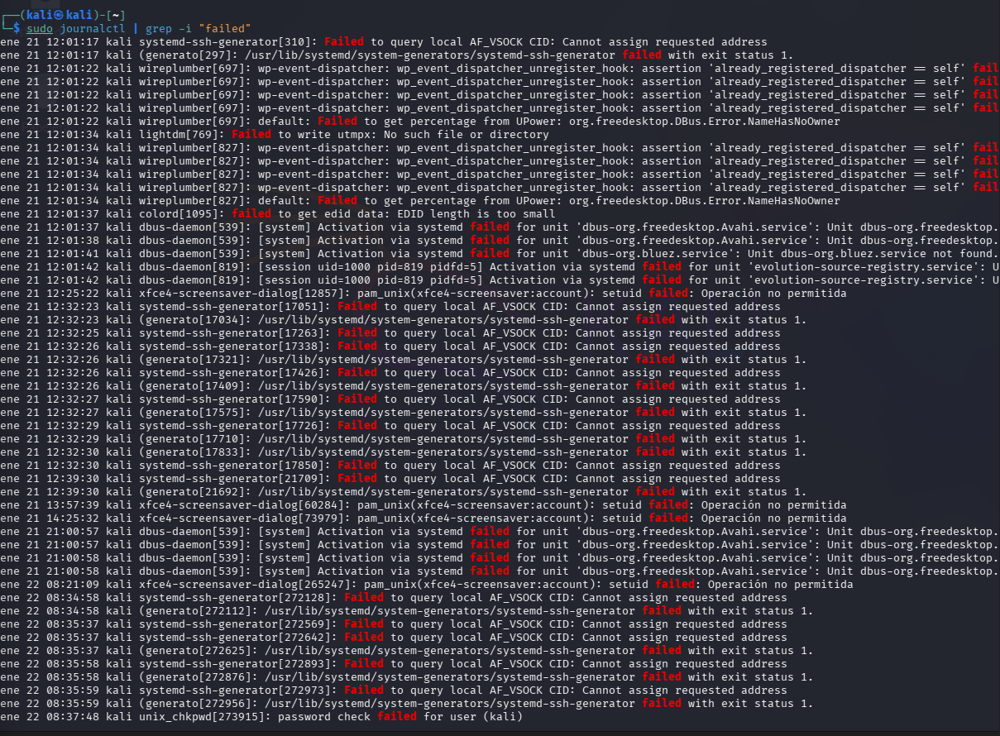 ┌──(kali㉿kali)-[~]
└─$ sudo journalctl | grep -i "failed"
ene 21 12:01:17 kali systemd-ssh-generator[310]: Failed to query local AF_VSOCK CID: Cannot assign requested address
ene 21 12:01:17 kali (generato[297]: /usr/lib/systemd/system-generators/systemd-ssh-generator failed with exit status 1.
ene 21 12:01:22 kali wireplumber[697]: wp-event-dispatcher: wp_event_dispatcher_unregister_hook: assertion 'already_registered_dispatcher == self' fail
ene 21 12:01:22 kali wireplumber[697]: wp-event-dispatcher: wp_event_dispatcher_unregister_hook: assertion 'already_registered_dispatcher == self' fail
ene 21 12:01:22 kali wireplumber[697]: wp-event-dispatcher: wp_event_dispatcher_unregister_hook: assertion 'already_registered_dispatcher == self' fail
ene 21 12:01:22 kali wireplumber[697]: wp-event-dispatcher: wp_event_dispatcher_unregister_hook: assertion 'already_registered_dispatcher == self' fail
ene 21 12:01:22 kali wireplumber[697]: default: Failed to get percentage from UPower: org.freedesktop.DBus.Error.NameHasNoOwner
ene 21 12:01:34 kali lightdm[769]: Failed to write utmpx: No such file or directory
ene 21 12:01:34 kali wireplumber[827]: wp-event-dispatcher: wp_event_dispatcher_unregister_hook: assertion 'already_registered_dispatcher == self' fail
ene 21 12:01:34 kali wireplumber[827]: wp-event-dispatcher: wp_event_dispatcher_unregister_hook: assertion 'already_registered_dispatcher == self' fail
ene 21 12:01:34 kali wireplumber[827]: wp-event-dispatcher: wp_event_dispatcher_unregister_hook: assertion 'already_registered_dispatcher == self' fail
ene 21 12:01:34 kali wireplumber[827]: wp-event-dispatcher: wp_event_dispatcher_unregister_hook: assertion 'already_registered_dispatcher == self' fail
ene 21 12:01:34 kali wireplumber[827]: default: Failed to get percentage from UPower: org.freedesktop.DBus.Error.NameHasNoOwner
ene 21 12:01:37 kali colord[1095]: failed to get edid data: EDID length is too small
ene 21 12:01:37 kali dbus-daemon[539]: [system] Activation via systemd failed for unit 'dbus-org.freedesktop.Avahi.service': Unit dbus-org.freedesktop.
ene 21 12:01:38 kali dbus-daemon[539]: [system] Activation via systemd failed for unit 'dbus-org.freedesktop.Avahi.service': Unit dbus-org.freedesktop.
ene 21 12:01:41 kali dbus-daemon[539]: [system] Activation via systemd failed for unit 'dbus-org.bluez.service': Unit dbus-org.bluez.service not found.
ene 21 12:01:42 kali dbus-daemon[819]: [session uid=1000 pid=819 pidfd=5] Activation via systemd failed for unit 'evolution-source-registry.service': U
ene 21 12:01:42 kali dbus-daemon[819]: [session uid=1000 pid=819 pidfd=5] Activation via systemd failed for unit 'evolution-source-registry.service': U
ene 21 12:25:22 kali xfce4-screensaver-dialog[12857]: pam_unix(xfce4-screensaver:account): setuid failed: Operación no permitida
ene 21 12:32:23 kali systemd-ssh-generator[17051]: Failed to query local AF_VSOCK CID: Cannot assign requested address
ene 21 12:32:23 kali (generato[17034]: /usr/lib/systemd/system-generators/systemd-ssh-generator failed with exit status 1.
ene 21 12:32:25 kali systemd-ssh-generator[17263]: Failed to query local AF_VSOCK CID: Cannot assign requested address
ene 21 12:32:26 kali systemd-ssh-generator[17338]: Failed to query local AF_VSOCK CID: Cannot assign requested address
ene 21 12:32:26 kali (generato[17321]: /usr/lib/systemd/system-generators/systemd-ssh-generator failed with exit status 1.
ene 21 12:32:26 kali systemd-ssh-generator[17426]: Failed to query local AF_VSOCK CID: Cannot assign requested address
ene 21 12:32:26 kali (generato[17409]: /usr/lib/systemd/system-generators/systemd-ssh-generator failed with exit status 1.
ene 21 12:32:27 kali systemd-ssh-generator[17590]: Failed to query local AF_VSOCK CID: Cannot assign requested address
ene 21 12:32:27 kali (generato[17575]: /usr/lib/systemd/system-generators/systemd-ssh-generator failed with exit status 1.
ene 21 12:32:29 kali systemd-ssh-generator[17726]: Failed to query local AF_VSOCK CID: Cannot assign requested address
ene 21 12:32:29 kali (generato[17710]: /usr/lib/systemd/system-generators/systemd-ssh-generator failed with exit status 1.
ene 21 12:32:30 kali (generato[17833]: /usr/lib/systemd/system-generators/systemd-ssh-generator failed with exit status 1.
ene 21 12:32:30 kali systemd-ssh-generator[17850]: Failed to query local AF_VSOCK CID: Cannot assign requested address
ene 21 12:39:30 kali systemd-ssh-generator[21709]: Failed to query local AF_VSOCK CID: Cannot assign requested address
ene 21 12:39:30 kali (generato[21692]: /usr/lib/systemd/system-generators/systemd-ssh-generator failed with exit status 1.
ene 21 13:57:39 kali xfce4-screensaver-dialog[60284]: pam_unix(xfce4-screensaver:account): setuid failed: Operación no permitida
ene 21 14:25:32 kali xfce4-screensaver-dialog[73979]: pam_unix(xfce4-screensaver:account): setuid failed: Operación no permitida
ene 21 21:00:57 kali dbus-daemon[539]: [system] Activation via systemd failed for unit 'dbus-org.freedesktop.Avahi.service': Unit dbus-org.freedesktop.
ene 21 21:00:57 kali dbus-daemon[539]: [system] Activation via systemd failed for unit 'dbus-org.freedesktop.Avahi.service': Unit dbus-org.freedesktop.
ene 21 21:00:58 kali dbus-daemon[539]: [system] Activation via systemd failed for unit 'dbus-org.freedesktop.Avahi.service': Unit dbus-org.freedesktop.
ene 21 21:00:58 kali dbus-daemon[539]: [system] Activation via systemd failed for unit 'dbus-org.freedesktop.Avahi.service': Unit dbus-org.freedesktop.
ene 22 08:21:09 kali xfce4-screensaver-dialog[265247]: pam_unix(xfce4-screensaver:account): setuid failed: Operación no permitida
ene 22 08:34:58 kali systemd-ssh-generator[272128]: Failed to query local AF_VSOCK CID: Cannot assign requested address
ene 22 08:34:58 kali (generato[272112]: /usr/lib/systemd/system-generators/systemd-ssh-generator failed with exit status 1.
ene 22 08:35:37 kali systemd-ssh-generator[272569]: Failed to query local AF_VSOCK CID: Cannot assign requested address
ene 22 08:35:37 kali systemd-ssh-generator[272642]: Failed to query local AF_VSOCK CID: Cannot assign requested address
ene 22 08:35:37 kali (generato[272625]: /usr/lib/systemd/system-generators/systemd-ssh-generator failed with exit status 1.
ene 22 08:35:58 kali systemd-ssh-generator[272893]: Failed to query local AF_VSOCK CID: Cannot assign requested address
ene 22 08:35:58 kali (generato[272876]: /usr/lib/systemd/system-generators/systemd-ssh-generator failed with exit status 1.
ene 22 08:35:59 kali systemd-ssh-generator[272973]: Failed to query local AF_VSOCK CID: Cannot assign requested address
ene 22 08:35:59 kali (generato[272956]: /usr/lib/systemd/system-generators/systemd-ssh-generator failed with exit status 1.
ene 22 08:37:48 kali unix_chkpwd[273915]: password check failed for user (kali)